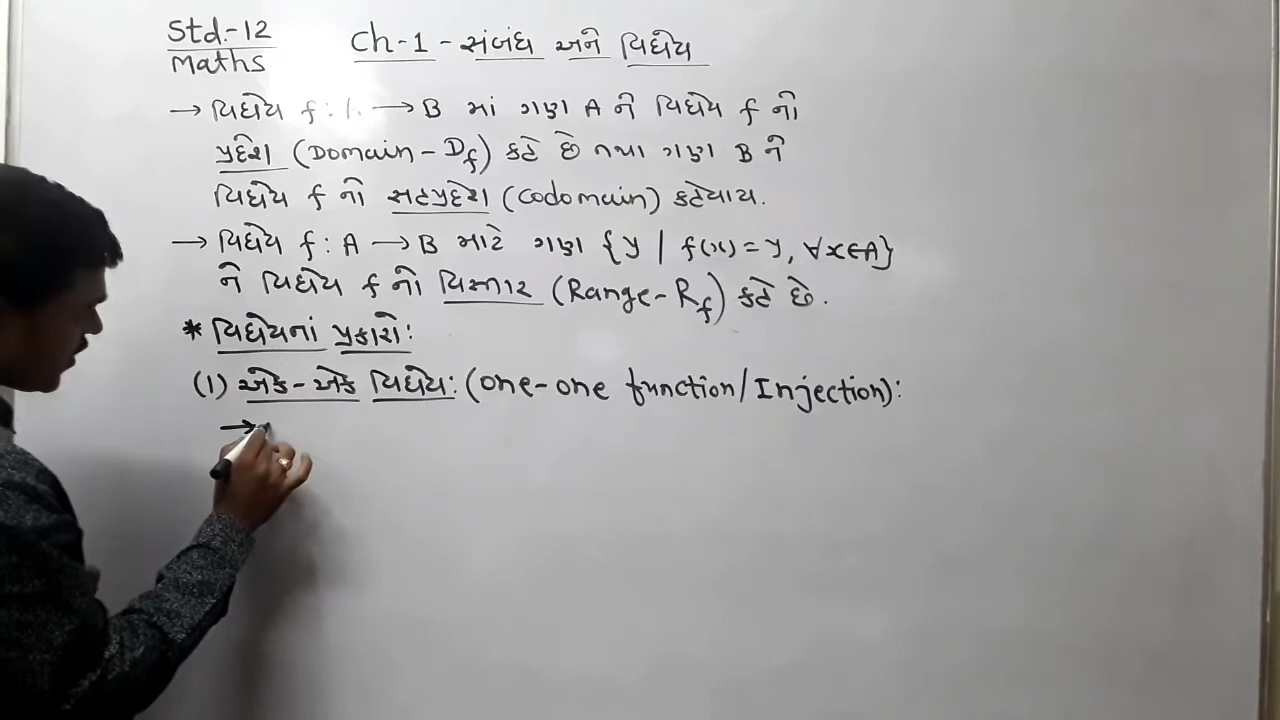 Std:-12
Maths
Ch-1 - સંબંધ અને વિધેય
→ વિધેય f : → B માં ગણ A ને વિધેય f નો
પ્રદેશ (Domain - Df) કહે છે તથા ગણ B ને
વિધેય f નો સહપ્રદેશ (Codomain) કહેવાય.
→ વિધેય f : A → B માટે ગણ {y | f(x) = y, ∀x∈A}
ને વિધેય f નો વિસ્તાર (Range - Rf) કહે છે.
* વિધેયનાં પ્રકારો:
(1) એક-એક વિધેય: (one-one function/Injection):
→